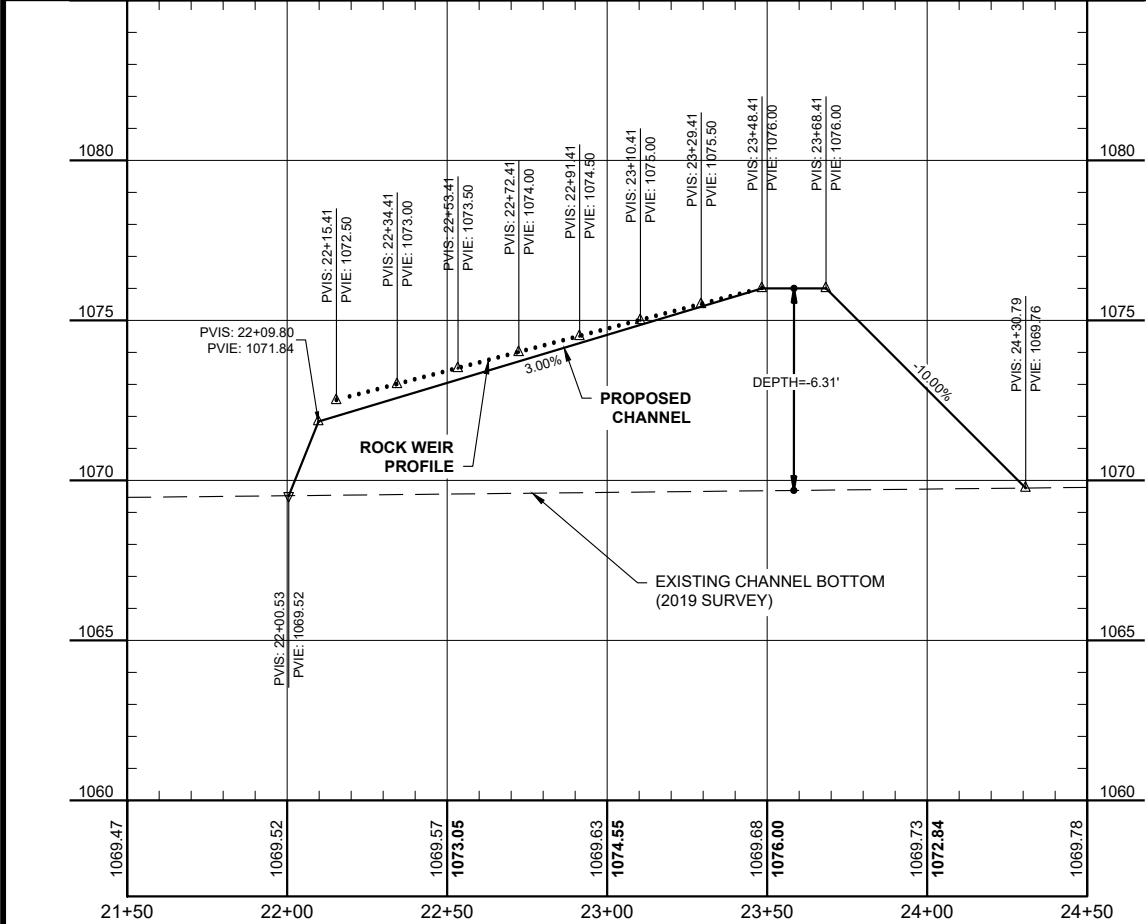 1080
1075
1070
1065
1060
1080
1075
1070
1065
1060
PVIS: 22+00.53
PVIE: 1069.52
PVIS: 22+09.80
PVIE: 1071.84
PVIS: 22+15.41
PVIE: 1072.50
PVIS: 22+34.41
PVIE: 1073.00
PVIS: 22+53.41
PVIE: 1073.50
PVIS: 22+72.41
PVIE: 1074.00
PVIS: 22+91.41
PVIE: 1074.50
PVIS: 23+10.41
PVIE: 1075.00
PVIS: 23+29.41
PVIE: 1075.50
PVIS: 23+48.41
PVIE: 1076.00
PVIS: 23+68.41
PVIE: 1076.00
PVIS: 24+30.79
PVIE: 1069.76
3.00%
-10.00%
DEPTH=-6.31'
PROPOSED
CHANNEL
ROCK WEIR
PROFILE
EXISTING CHANNEL BOTTOM
(2019 SURVEY)
1069.47
1069.52
1069.57
1073.05
1069.63
1074.55
1069.68
1076.00
1069.73
1072.84
1069.78
21+50
22+00
22+50
23+00
23+50
24+00
24+50